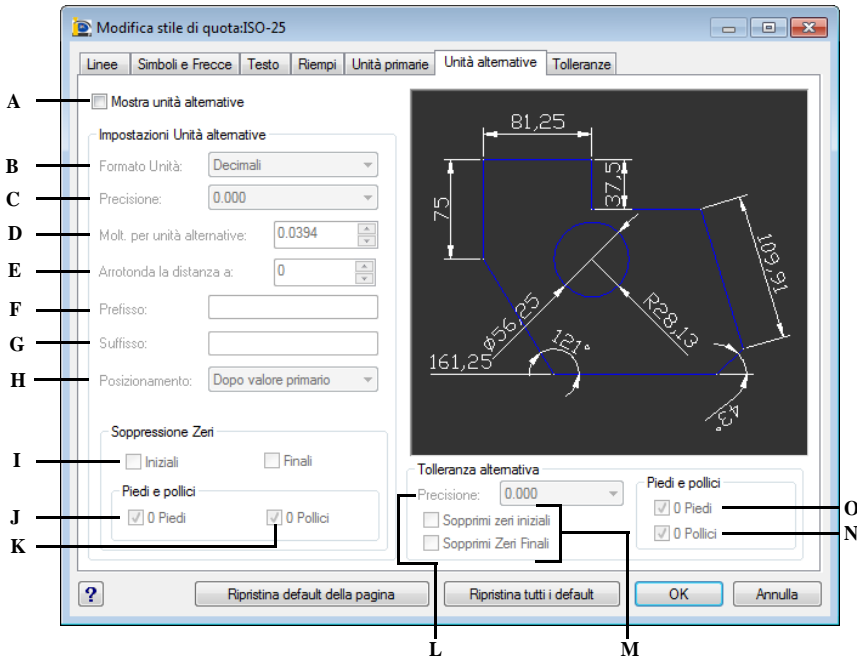 Modifica stile di quota:ISO-25
Linee Simboli e Frecce Testo Riempi Unità primarie Unità alternative Tolleranze
A Mostra unità alternative
Impostazioni Unità alternative
B Formato Unità: Decimali
C Precisione: 0.000
D Molt. per unità alternative: 0.0394
E Arrotonda la distanza a: 0
F Prefisso:
G Suffisso:
H Posizionamento: Dopo valore primario
Soppressione Zeri
I Iniziali Finali
Piedi e pollici
J 0 Piedi 0 Pollici
K
81,25
37,5
75
109,91
ø56,25
R28,13
121°
161,25
43°
Tolleranza alternativa
Precisione: 0.000
Sopprimi zeri iniziali
Sopprimi Zeri Finali
Piedi e pollici
0 Piedi O
0 Pollici N
? Ripristina default della pagina Ripristina tutti i default OK Annulla
L M